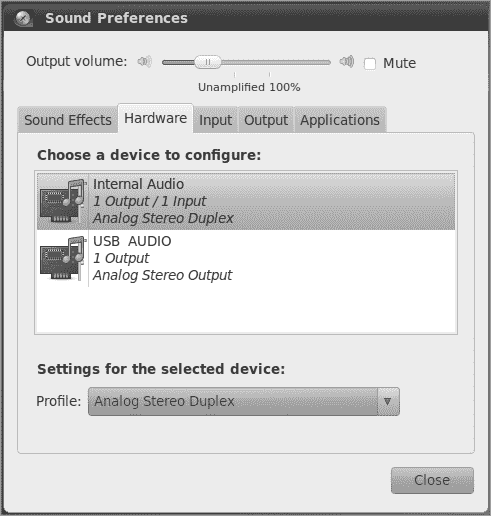 Sound Preferences
Output volume:
Mute
Unamplified 100%
Sound Effects
Hardware
Input
Output
Applications
Choose a device to configure:
Internal Audio
1 Output / 1 Input
Analog Stereo Duplex
USB AUDIO
1 Output
Analog Stereo Output
Settings for the selected device:
Profile: Analog Stereo Duplex
Close